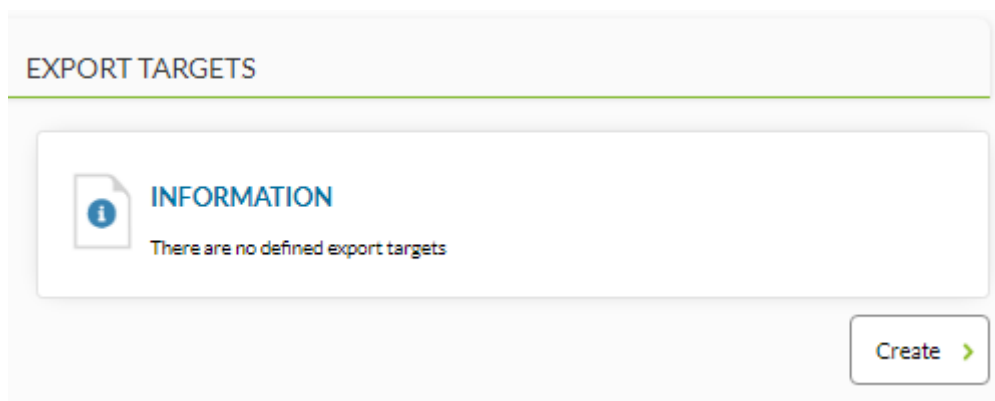 EXPORT TARGETS
INFORMATION
There are no defined export targets
Create